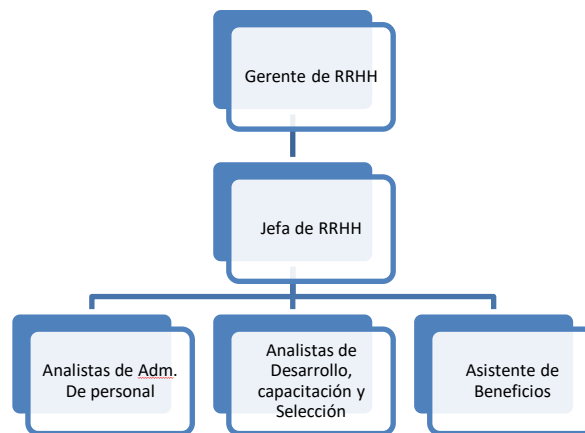 Gerente de RRHH
Jefa de RRHH
Analistas de Adm.
De personal
Analistas de
Desarrollo,
capacitación y
Selección
Asistente de
Beneficios